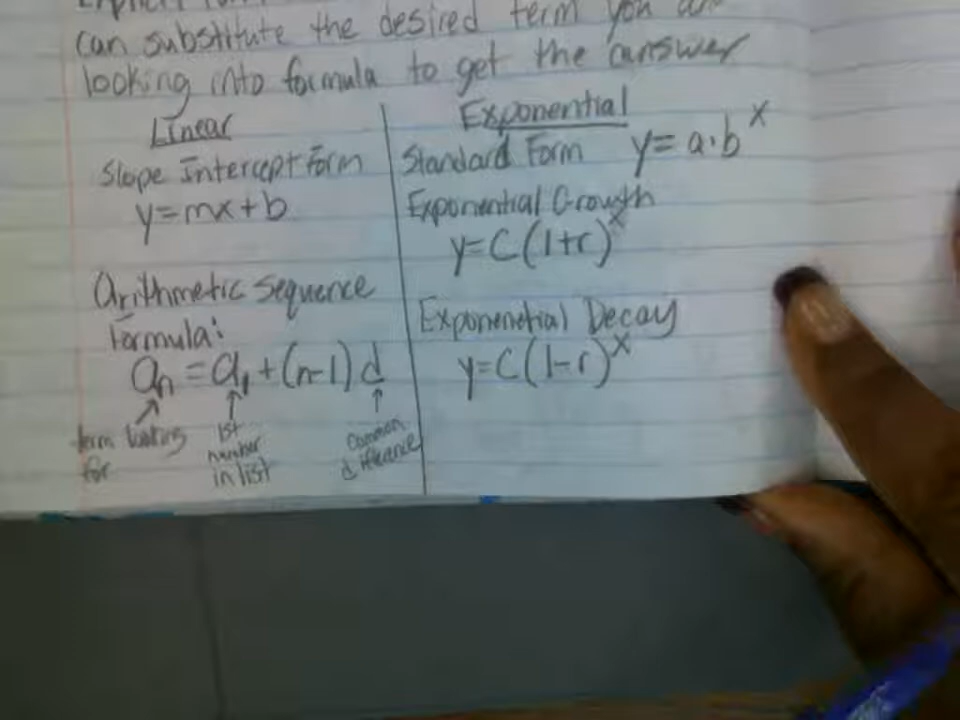 can substitute the desired term you
looking into formula to get the answer
Linear
Slope Intercept Form
y=mx+b
Arithmetic Sequence
Formula:
an = a1 + (n-1) d
term looking
for
1st
number
in list
common
difference
Exponential
Standard Form y = a·b^x
Exponential Growth
y=C(1+r)^x
Exponenetial Decay
y=C(1-r)^x